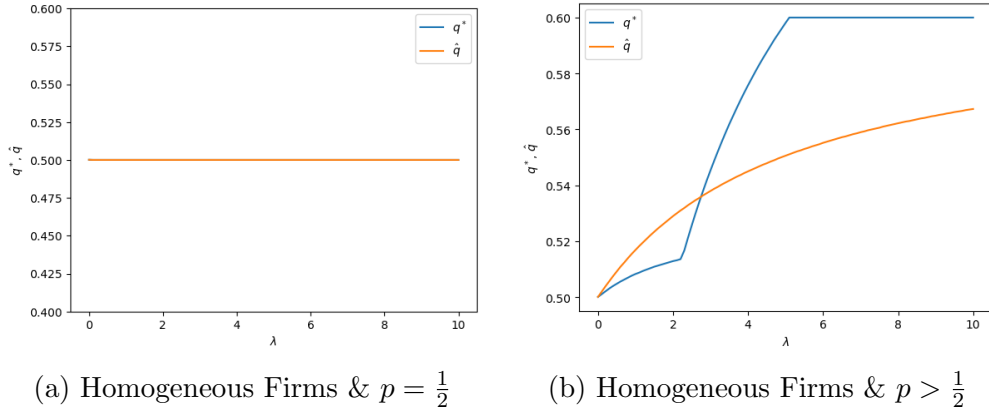 0.600
0.575
0.550
0.525
0.500
0.475
0.450
0.425
0.400
q*, q̂
q*
q̂
0 2 4 6 8 10
λ
(a) Homogeneous Firms & p = 1/2
0.60
0.58
0.56
0.54
0.52
0.50
q*, q̂
q*
q̂
0 2 4 6 8 10
λ
(b) Homogeneous Firms & p > 1/2